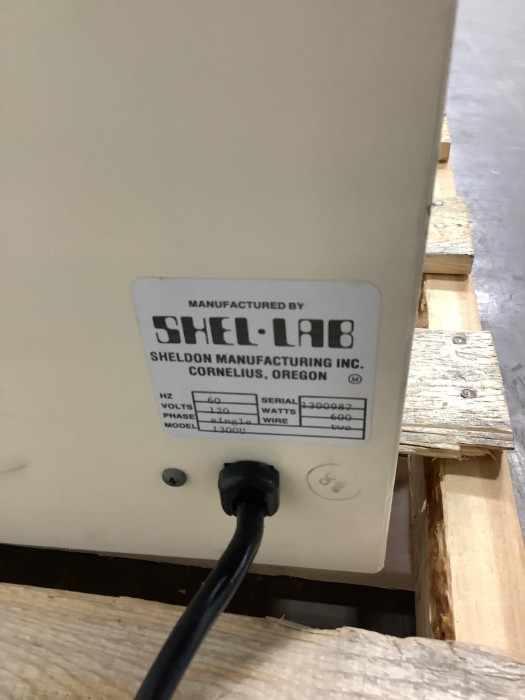 MANUFACTURED BY
SHEL·LAB
SHELDON MANUFACTURING INC.
CORNELIUS, OREGON
M
HZ 60 SERIAL 1300987
VOLTS 120 WATTS 600
PHASE single WIRE two
MODEL 1300U